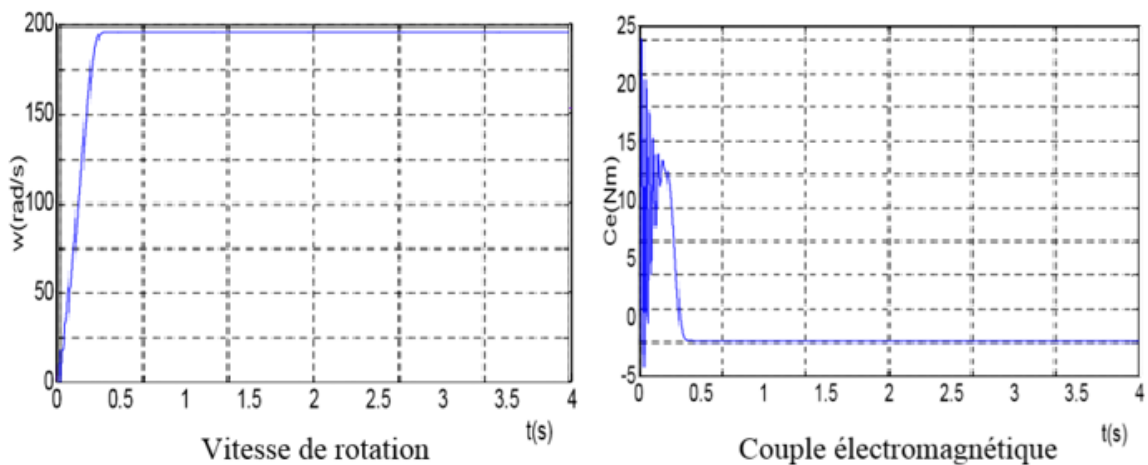 200
150
100
50
0
w(rad/s)
0 0.5 1 1.5 2 2.5 3 3.5 4
t(s)
Vitesse de rotation
25
20
15
10
5
0
-5
Ce(Nm)
0 0.5 1 1.5 2 2.5 3 3.5 4
t(s)
Couple électromagnétique